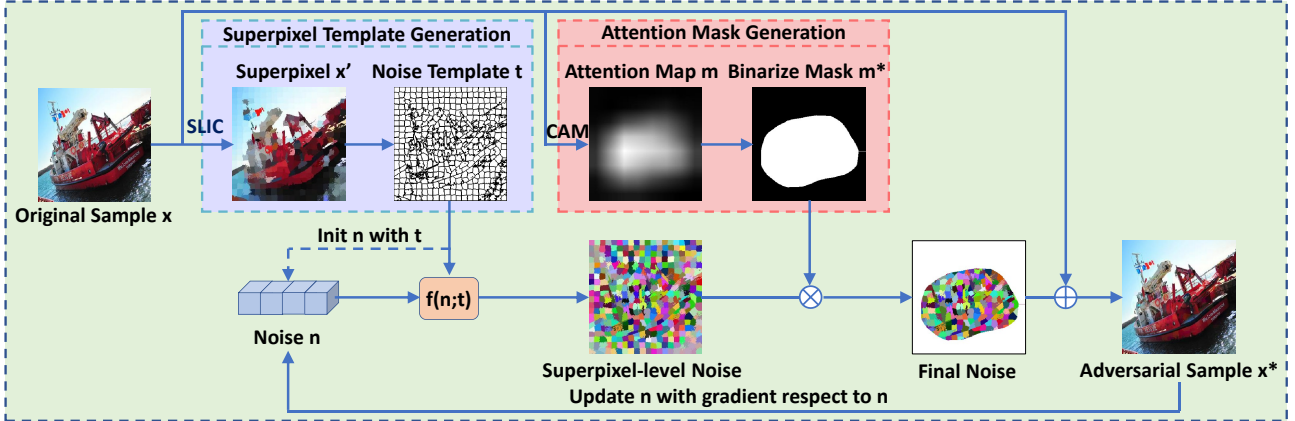 Superpixel Template Generation
Attention Mask Generation
Superpixel x’
Noise Template t
Attention Map m
Binarize Mask m*
SLIC
CAM
Original Sample x
Init n with t
f(n;t)
Noise n
Superpixel-level Noise
Final Noise
Adversarial Sample x*
Update n with gradient respect to n